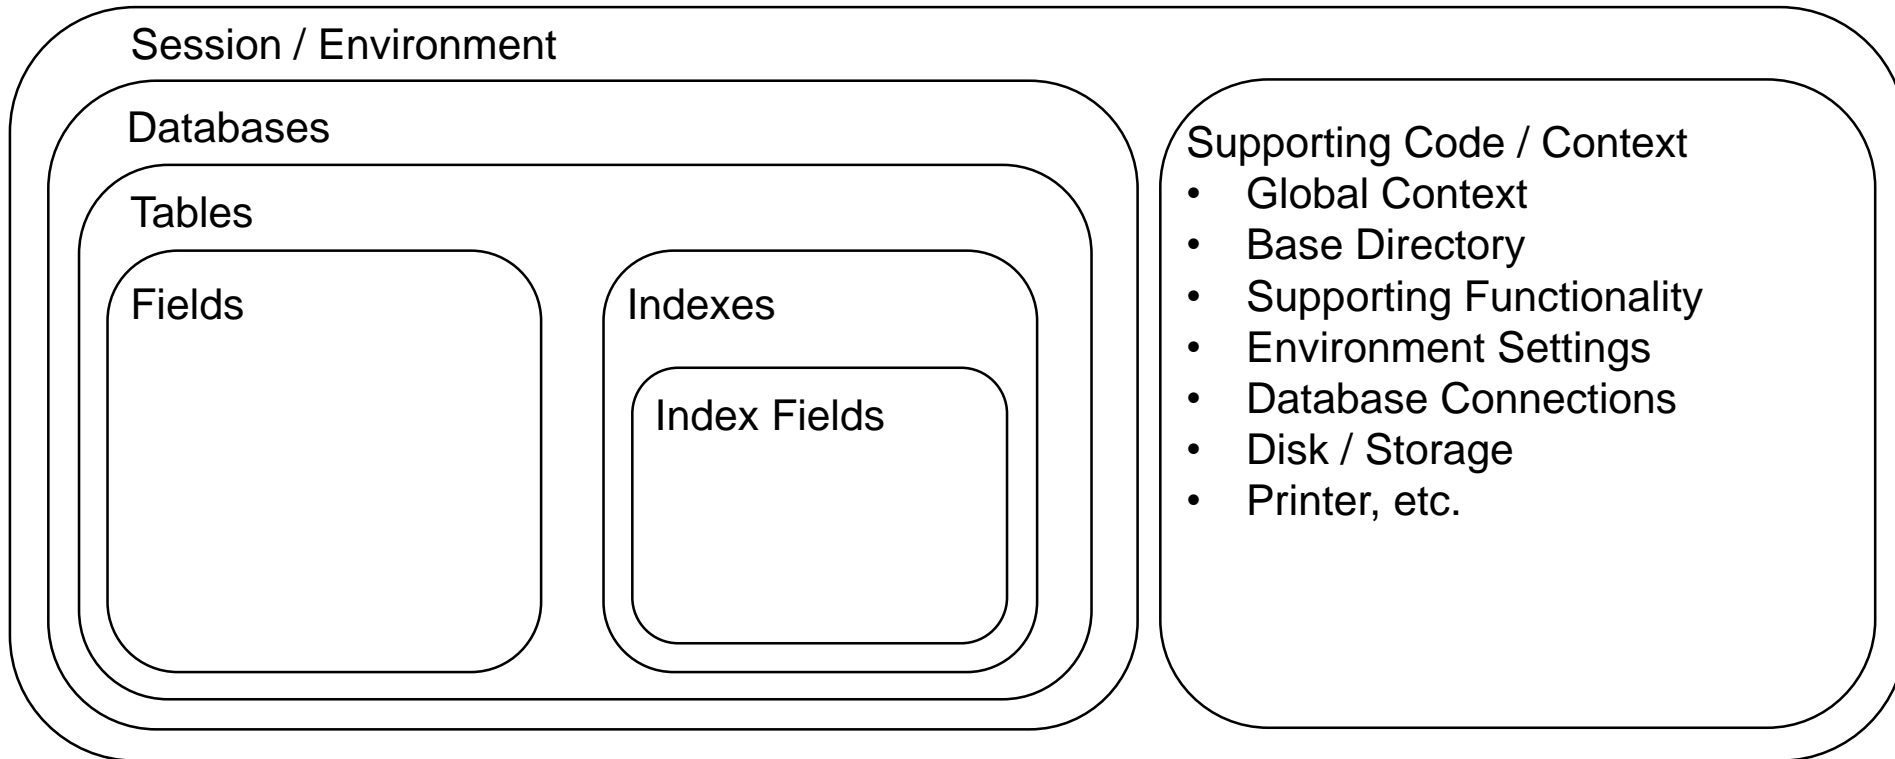 Session / Environment
Databases
Tables
Fields
Indexes
Index Fields
Supporting Code / Context
• Global Context
• Base Directory
• Supporting Functionality
• Environment Settings
• Database Connections
• Disk / Storage
• Printer, etc.